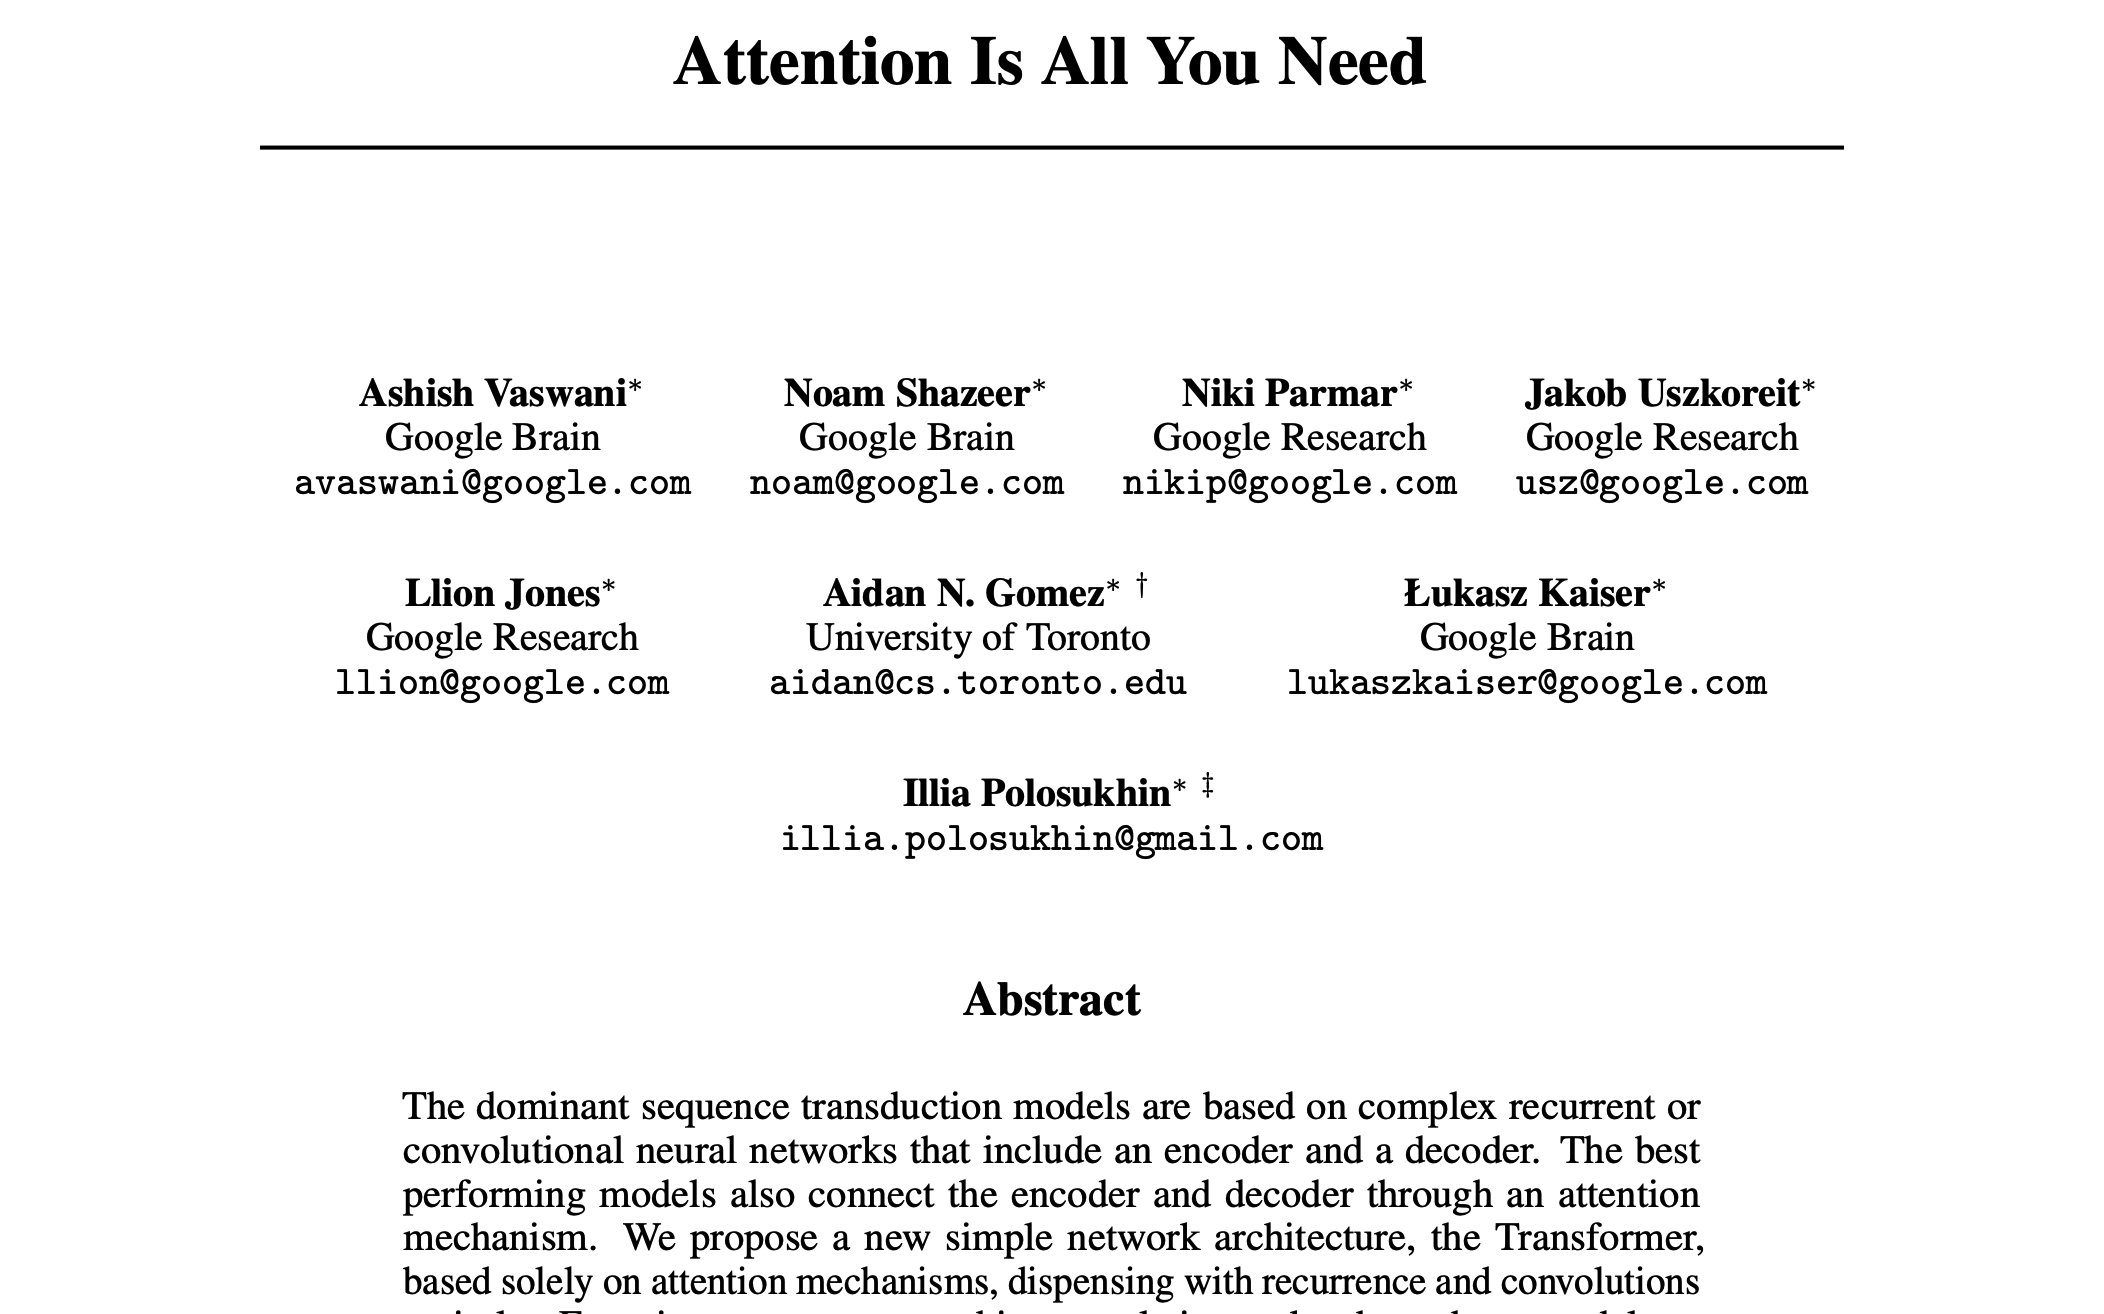 Attention Is All You Need
Ashish Vaswani* Noam Shazeer* Niki Parmar* Jakob Uszkoreit*
Google Brain Google Brain Google Research Google Research
avaswani@google.com noam@google.com nikip@google.com usz@google.com
Llion Jones* Aidan N. Gomez* † Łukasz Kaiser*
Google Research University of Toronto Google Brain
llion@google.com aidan@cs.toronto.edu lukaszkaiser@google.com
Illia Polosukhin* ‡
illia.polosukhin@gmail.com
Abstract
The dominant sequence transduction models are based on complex recurrent or
convolutional neural networks that include an encoder and a decoder. The best
performing models also connect the encoder and decoder through an attention
mechanism. We propose a new simple network architecture, the Transformer,
based solely on attention mechanisms, dispensing with recurrence and convolutions